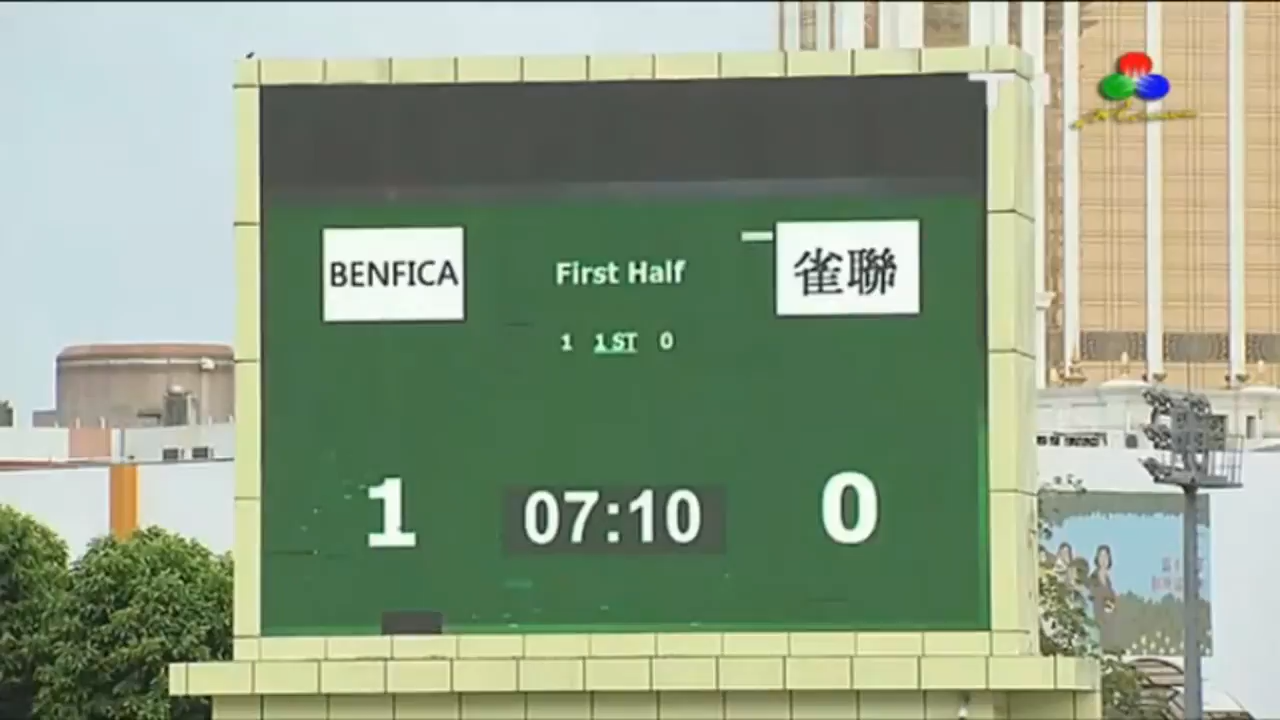 BENFICA
First Half
雀聯
1 1 ST 0
1
07:10
0